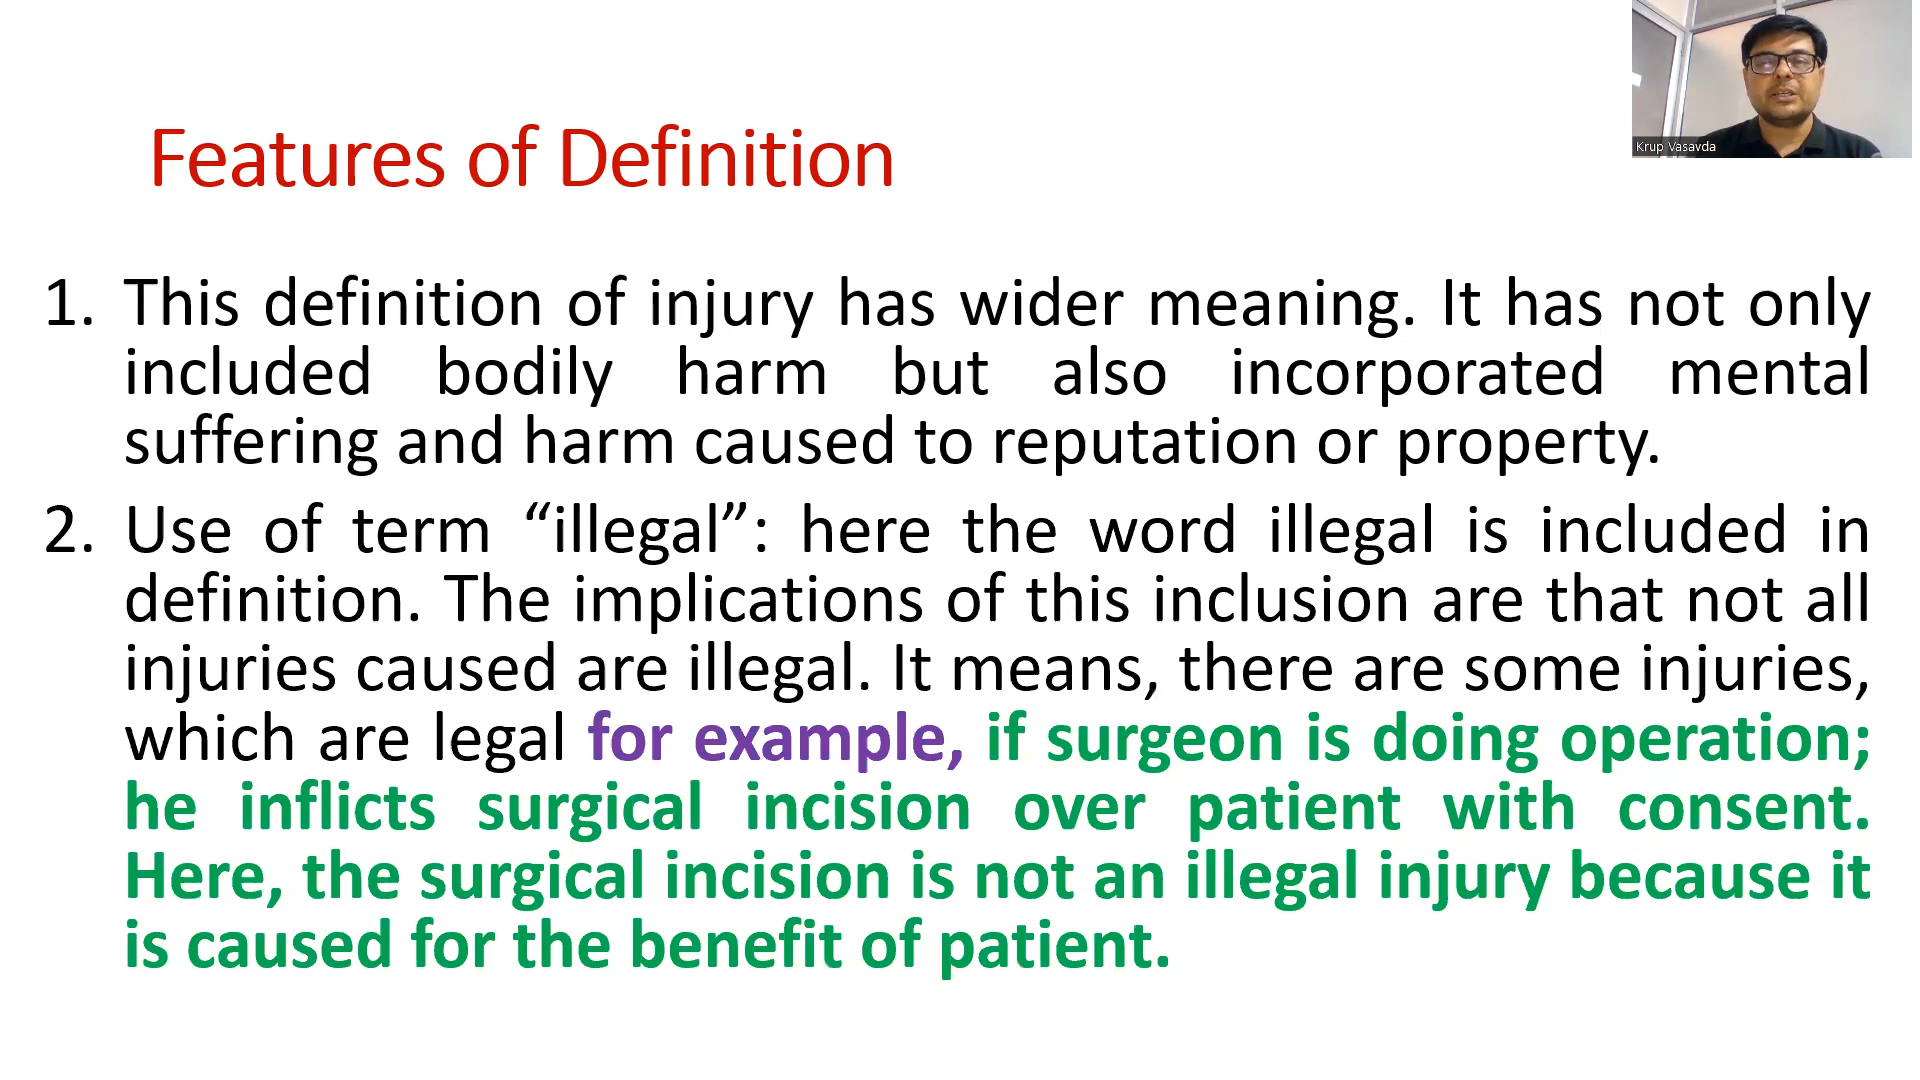 Krup Vasavda
Features of Definition
1. This definition of injury has wider meaning. It has not only
included bodily harm but also incorporated mental
suffering and harm caused to reputation or property.
2. Use of term “illegal”: here the word illegal is included in
definition. The implications of this inclusion are that not all
injuries caused are illegal. It means, there are some injuries,
which are legal for example, if surgeon is doing operation;
he inflicts surgical incision over patient with consent.
Here, the surgical incision is not an illegal injury because it
is caused for the benefit of patient.